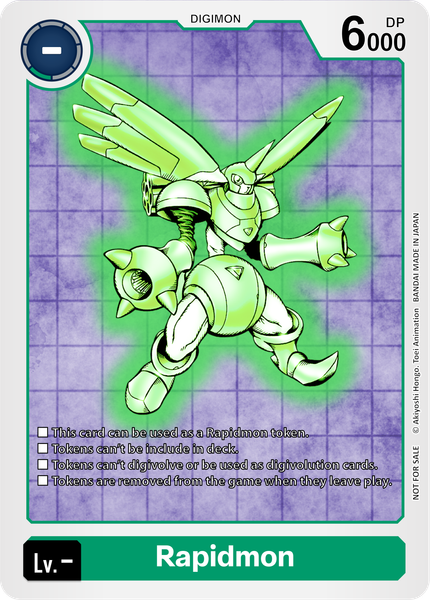 DIGIMON
-
DP
6000
□ This card can be used as a Rapidmon token.
□ Tokens can't be include in deck.
□ Tokens can't digivolve or be used as digivolution cards.
□ Tokens are removed from the game when they leave play.
NOT FOR SALE © Akiyoshi Hongo. Toei Animation BANDAI MADE IN JAPAN
Lv.-
Rapidmon